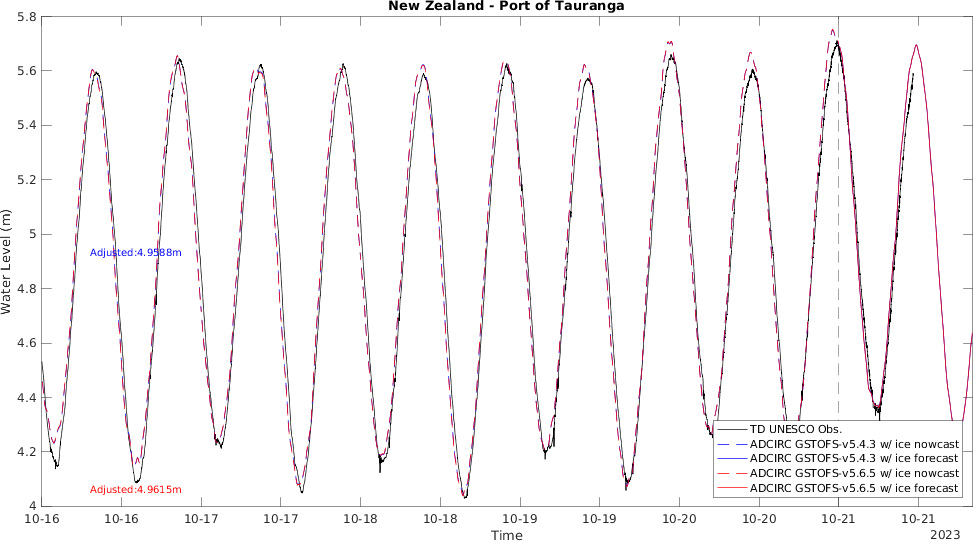 New Zealand - Port of Tauranga
5.8
5.6
5.4
5.2
5
4.8
4.6
4.4
4.2
4
Water Level (m)
Adjusted:4.9588m
Adjusted:4.9615m
TD UNESCO Obs.
ADCIRC GSTOFS-v5.4.3 w/ ice nowcast
ADCIRC GSTOFS-v5.4.3 w/ ice forecast
ADCIRC GSTOFS-v5.6.5 w/ ice nowcast
ADCIRC GSTOFS-v5.6.5 w/ ice forecast
10-16 10-16 10-17 10-17 10-18 10-18 10-19 10-19 10-20 10-20 10-21 10-21
Time
2023